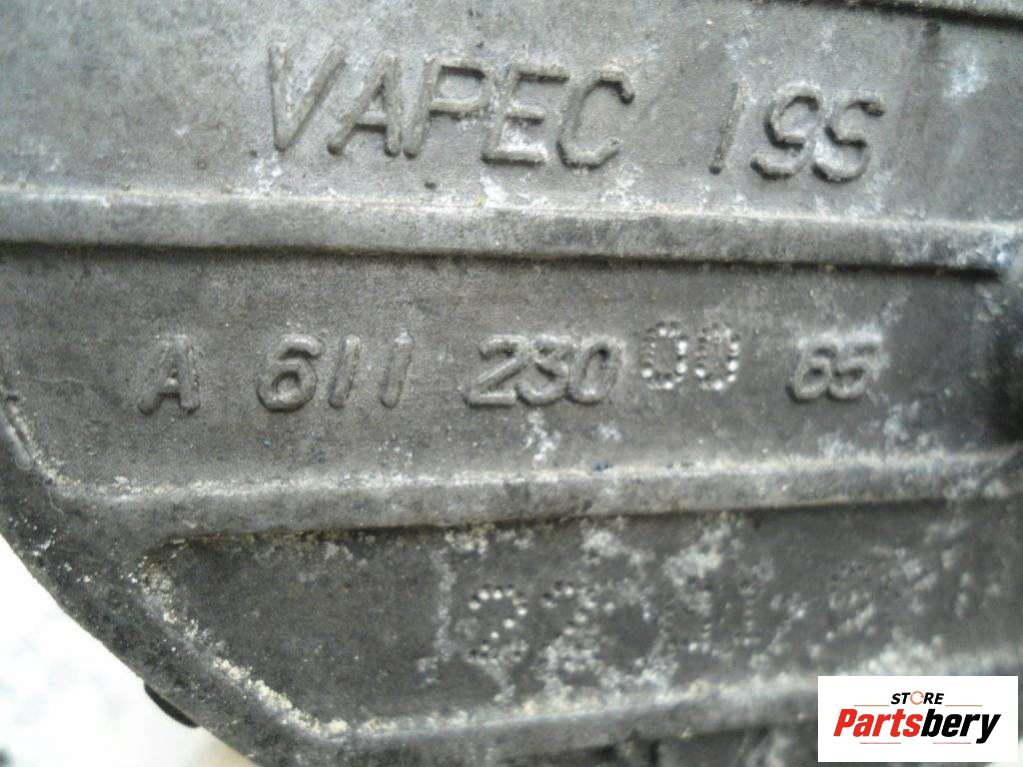 VAPEC 19S
A 611 230 00 65
STORE
Partsbery